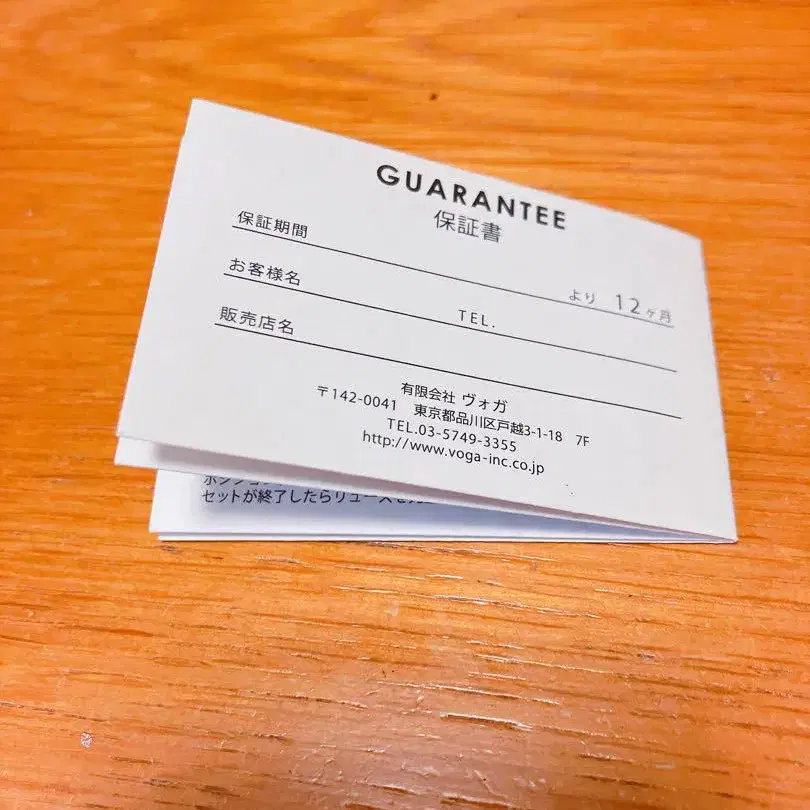 GUARANTEE
保証書
保証期間 より 12ヶ月
お客様名 TEL.
販売店名
有限会社 ヴォガ
〒142-0041 東京都品川区戸越3-1-18 7F
TEL.03-5749-3355
http://www.voga-inc.co.jp
セットが終了したらリューズを